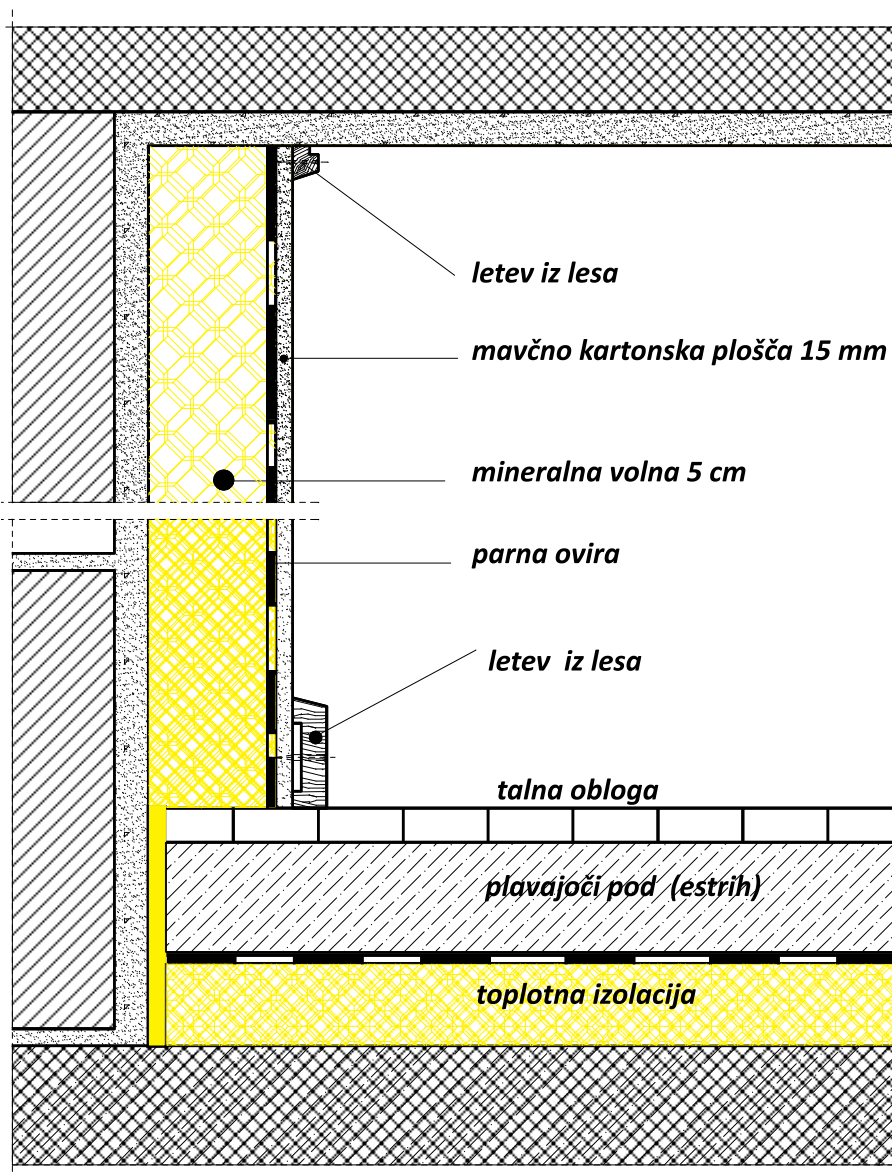 letev iz lesa
mavčno kartonska plošča 15 mm
mineralna volna 5 cm
parna ovira
letev iz lesa
talna obloga
plavajoči pod (estrih)
toplotna izolacija